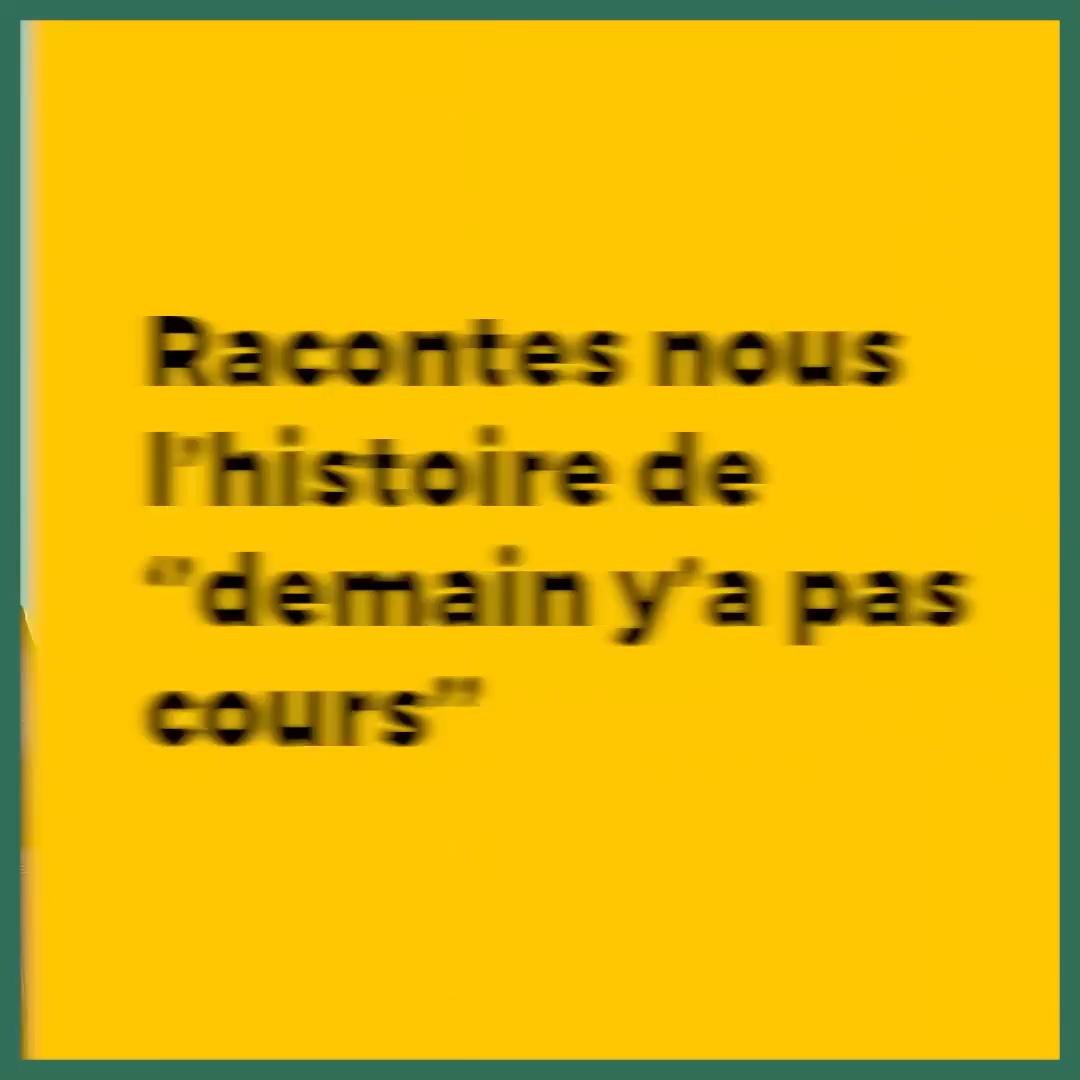 Racontes nous
l'histoire de
“demain y'a pas
cours”